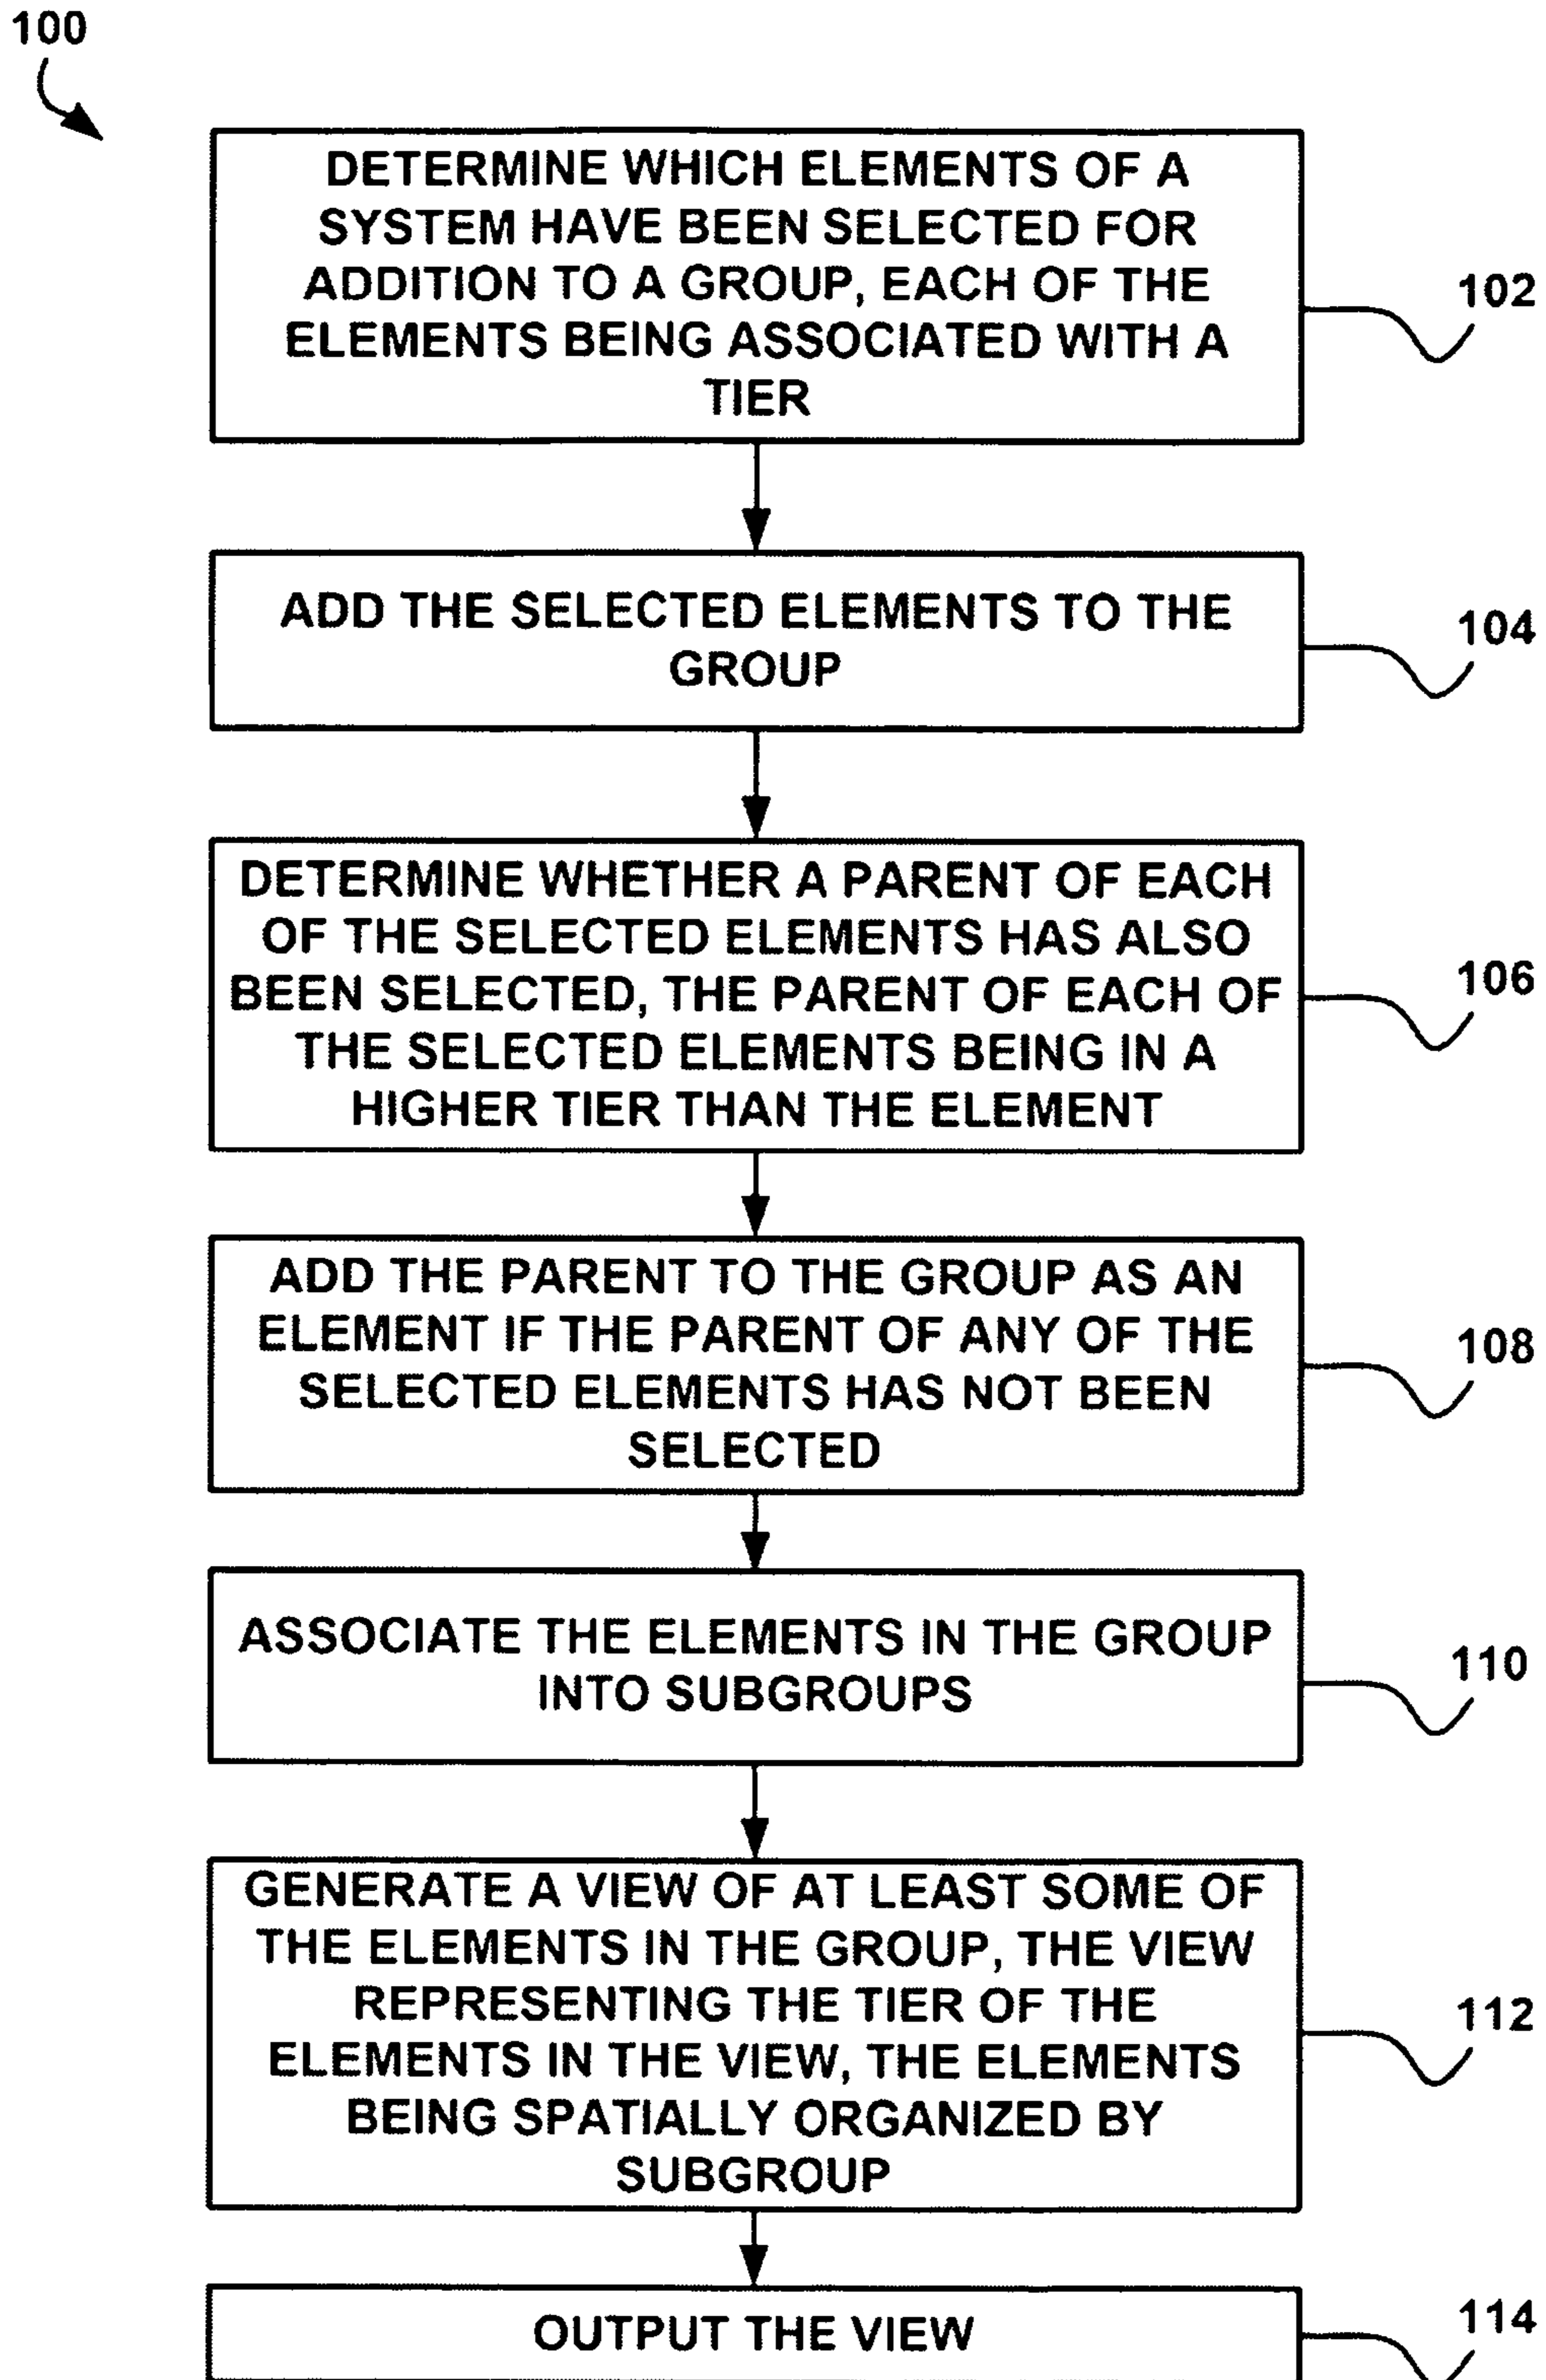 100
DETERMINE WHICH ELEMENTS OF A
SYSTEM HAVE BEEN SELECTED FOR
ADDITION TO A GROUP, EACH OF THE
ELEMENTS BEING ASSOCIATED WITH A
TIER
102
ADD THE SELECTED ELEMENTS TO THE
GROUP
104
DETERMINE WHETHER A PARENT OF EACH
OF THE SELECTED ELEMENTS HAS ALSO
BEEN SELECTED, THE PARENT OF EACH OF
THE SELECTED ELEMENTS BEING IN A
HIGHER TIER THAN THE ELEMENT
106
ADD THE PARENT TO THE GROUP AS AN
ELEMENT IF THE PARENT OF ANY OF THE
SELECTED ELEMENTS HAS NOT BEEN
SELECTED
108
ASSOCIATE THE ELEMENTS IN THE GROUP
INTO SUBGROUPS
110
GENERATE A VIEW OF AT LEAST SOME OF
THE ELEMENTS IN THE GROUP, THE VIEW
REPRESENTING THE TIER OF THE
ELEMENTS IN THE VIEW, THE ELEMENTS
BEING SPATIALLY ORGANIZED BY
SUBGROUP
112
OUTPUT THE VIEW
114